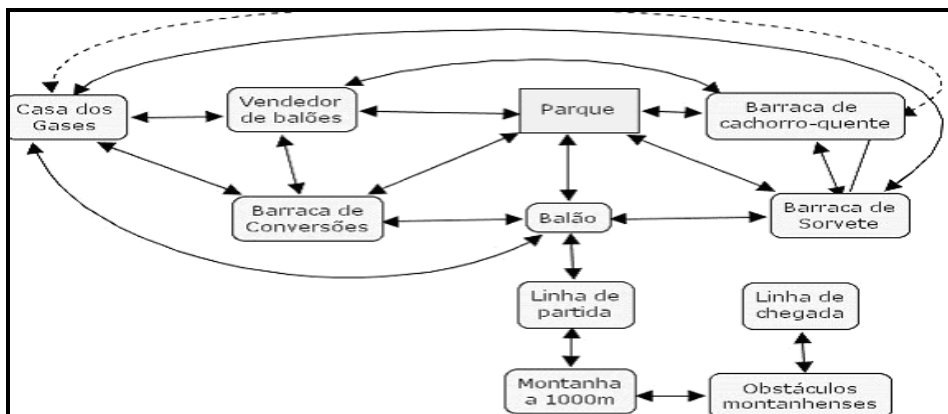 Casa dos
Gases
Vendedor
de balões
Parque
Barraca de
cachorro-quente
Barraca de
Conversões
Balão
Barraca de
Sorvete
Linha de
partida
Linha de
chegada
Montanha
a 1000m
Obstáculos
montanhenses